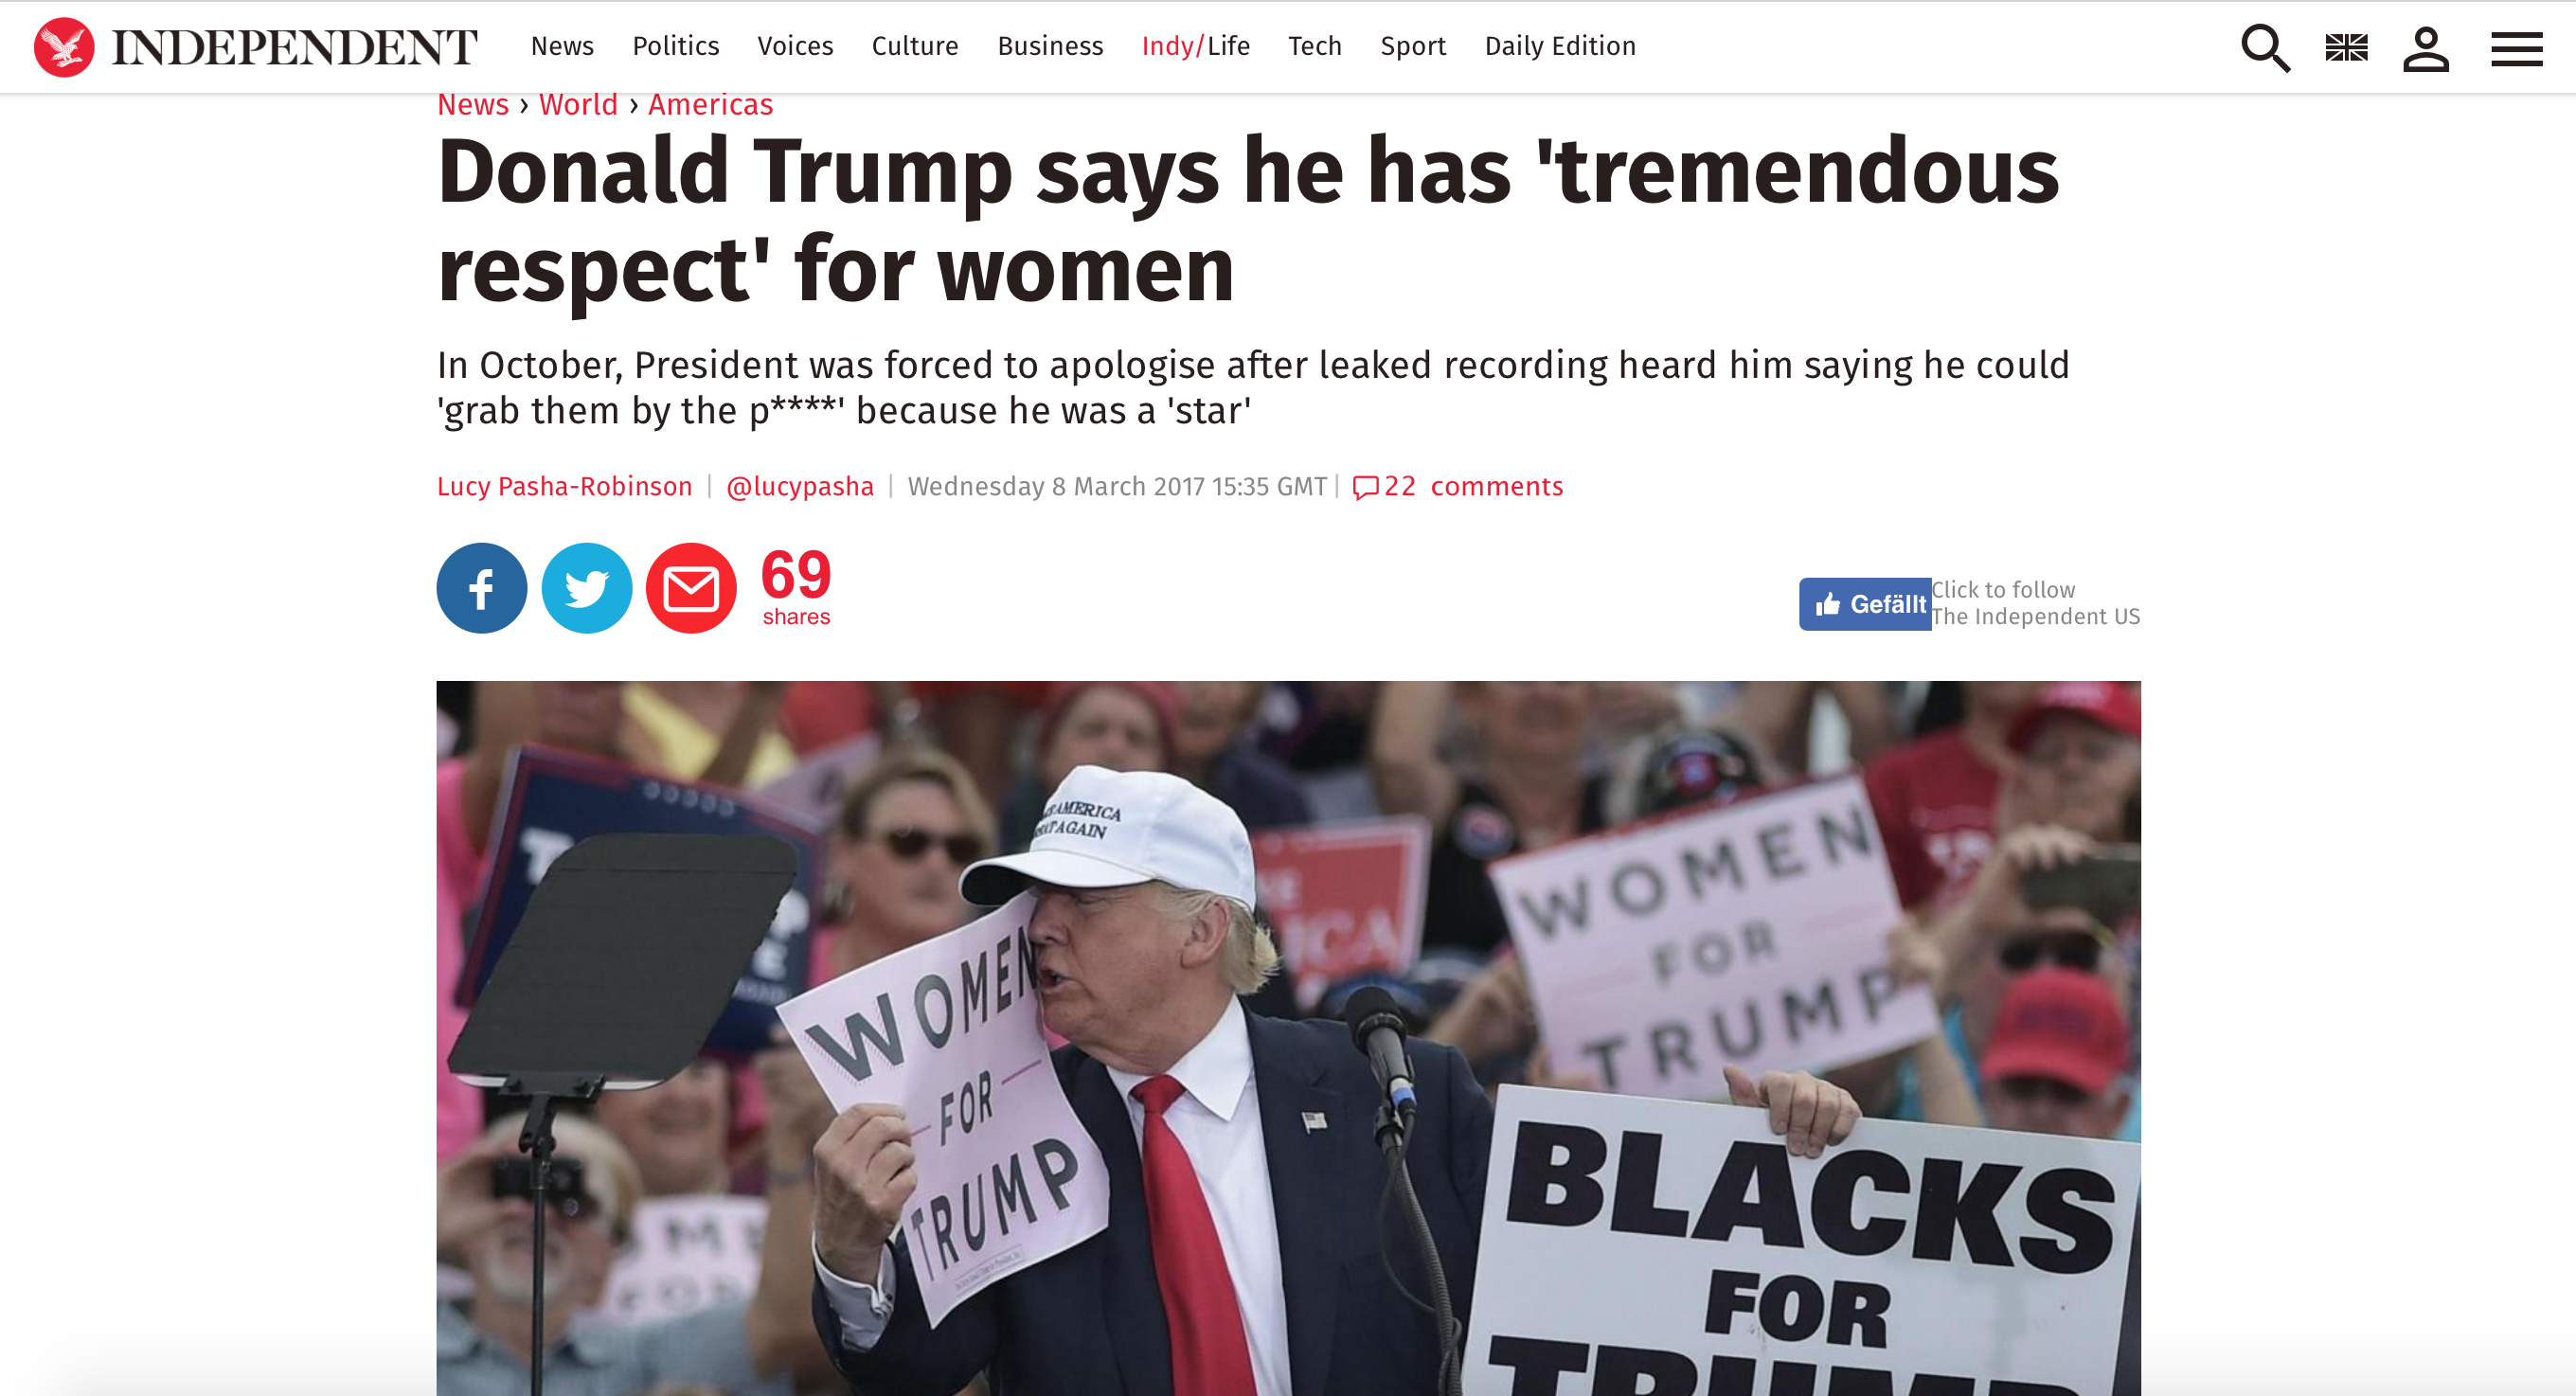 INDEPENDENT News Politics Voices Culture Business Indy/Life Tech Sport Daily Edition
News › World › Americas
Donald Trump says he has 'tremendous
respect' for women
In October, President was forced to apologise after leaked recording heard him saying he could
'grab them by the p****' because he was a 'star'
Lucy Pasha-Robinson | @lucypasha | Wednesday 8 March 2017 15:35 GMT | 22 comments
69
shares
Gefällt
Click to follow
The Independent US
AMERICA
AGAIN
WOMEN
FOR
TRUMP
WOMEN
FOR
TRUMP
BLACKS
FOR
TRUMP